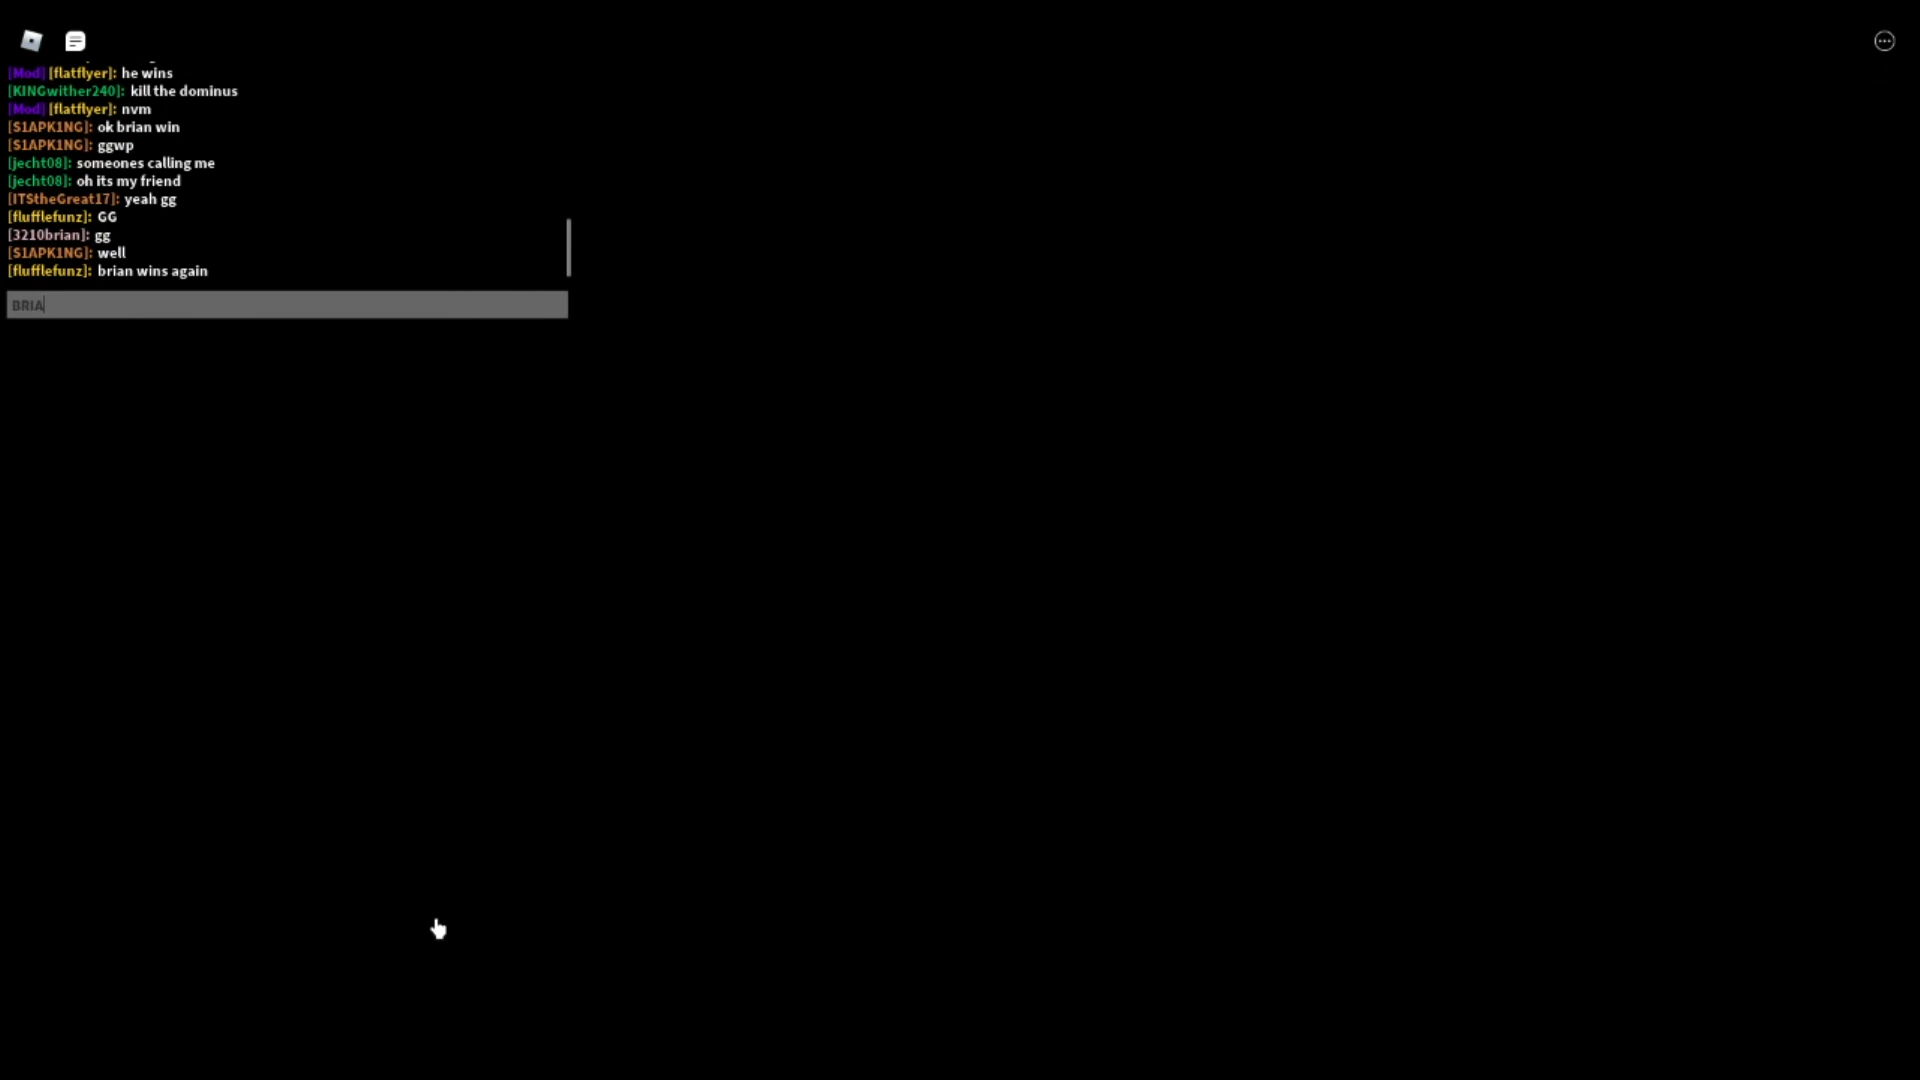 [Mod] [flatflyer]: he wins
[KINGwither240]: kill the dominus
[Mod] [flatflyer]: nvm
[S1APK1NG]: ok brian win
[S1APK1NG]: ggwp
[jecht08]: someones calling me
[jecht08]: oh its my friend
[ITStheGreat17]: yeah gg
[flufflefunz]: GG
[3210brian]: gg
[S1APK1NG]: well
[flufflefunz]: brian wins again
BRIA